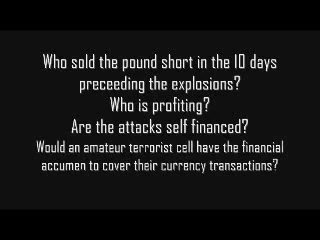 Who sold the pound short in the 10 days
preceeding the explosions?
Who is profiting?
Are the attacks self financed?
Would an amateur terrorist cell have the financial
accumen to cover their currency transactions?